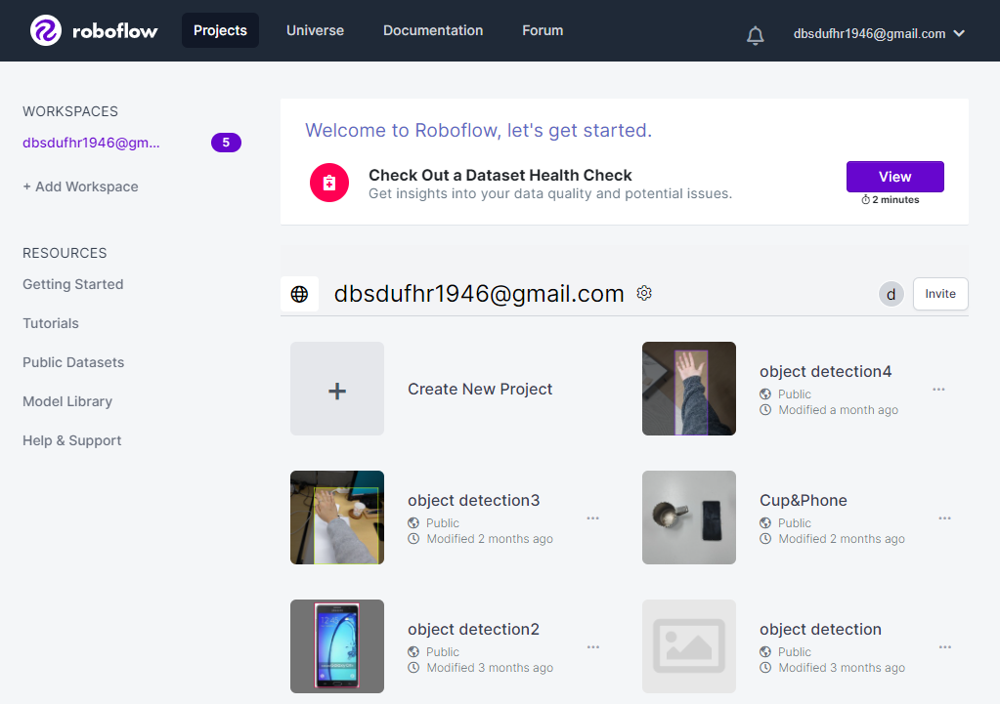 roboflow
Projects
Universe
Documentation
Forum
dbsdufhr1946@gmail.com
WORKSPACES
dbsdufhr1946@gm...
5
+ Add Workspace
RESOURCES
Getting Started
Tutorials
Public Datasets
Model Library
Help & Support
Welcome to Roboflow, let's get started.
Check Out a Dataset Health Check
Get insights into your data quality and potential issues.
View
2 minutes
dbsdufhr1946@gmail.com
d
Invite
+
Create New Project
object detection4
Public
Modified a month ago
object detection3
Public
Modified 2 months ago
Cup&Phone
Public
Modified 2 months ago
object detection2
Public
Modified 3 months ago
object detection
Public
Modified 3 months ago